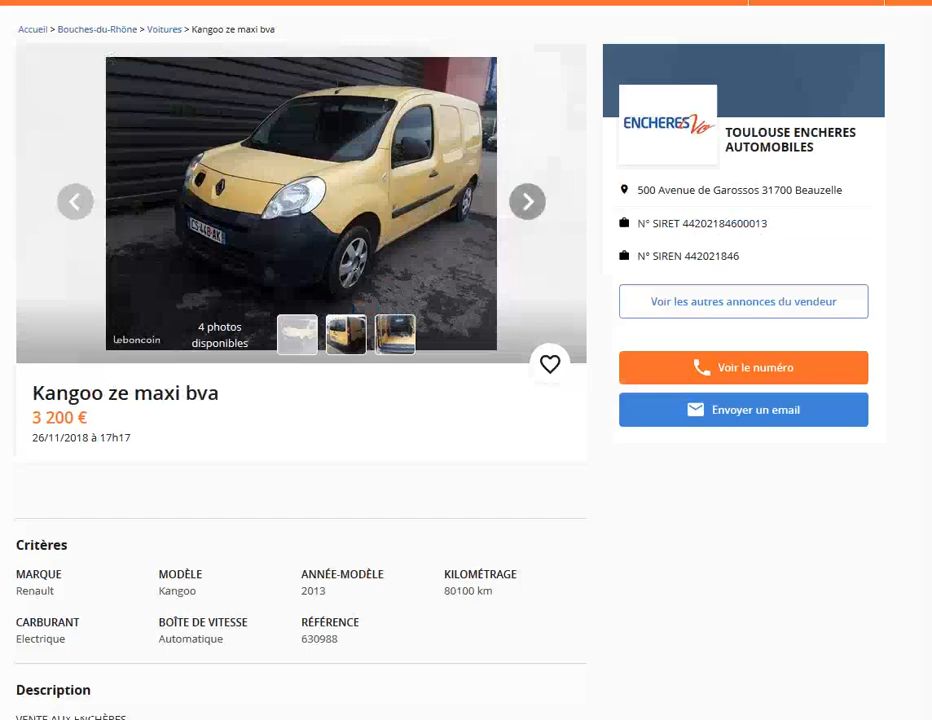 Accueil > Bouches-du-Rhône > Voitures > Kangoo ze maxi bva
leboncoin
4 photos
disponibles
Kangoo ze maxi bva
3 200 €
26/11/2018 à 17h17
ENCHERES VO
TOULOUSE ENCHERES
AUTOMOBILES
500 Avenue de Garossos 31700 Beauzelle
N° SIRET 44202184600013
N° SIREN 442021846
Voir les autres annonces du vendeur
Voir le numéro
Envoyer un email
Critères
MARQUE MODÈLE ANNÉE-MODÈLE KILOMÉTRAGE
Renault Kangoo 2013 80100 km
CARBURANT BOÎTE DE VITESSE RÉFÉRENCE
Electrique Automatique 630988
Description
VENTE AUX ENCHÈRES